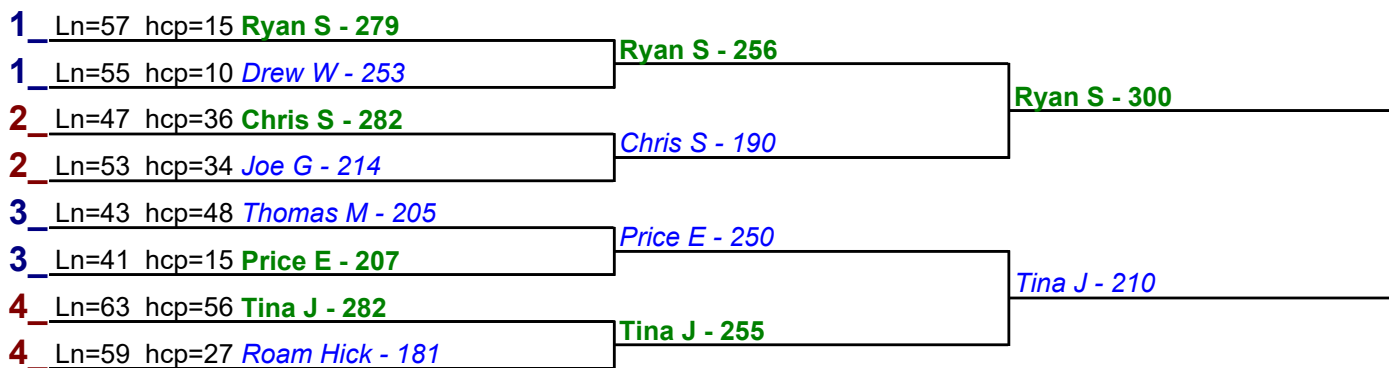 1_ Ln=57 hcp=15 Ryan S - 279
Ryan S - 256
1_ Ln=55 hcp=10 Drew W - 253
Ryan S - 300
2_ Ln=47 hcp=36 Chris S - 282
Chris S - 190
2_ Ln=53 hcp=34 Joe G - 214
3_ Ln=43 hcp=48 Thomas M - 205
Price E - 250
3_ Ln=41 hcp=15 Price E - 207
Tina J - 210
4_ Ln=63 hcp=56 Tina J - 282
Tina J - 255
4_ Ln=59 hcp=27 Roam Hick - 181